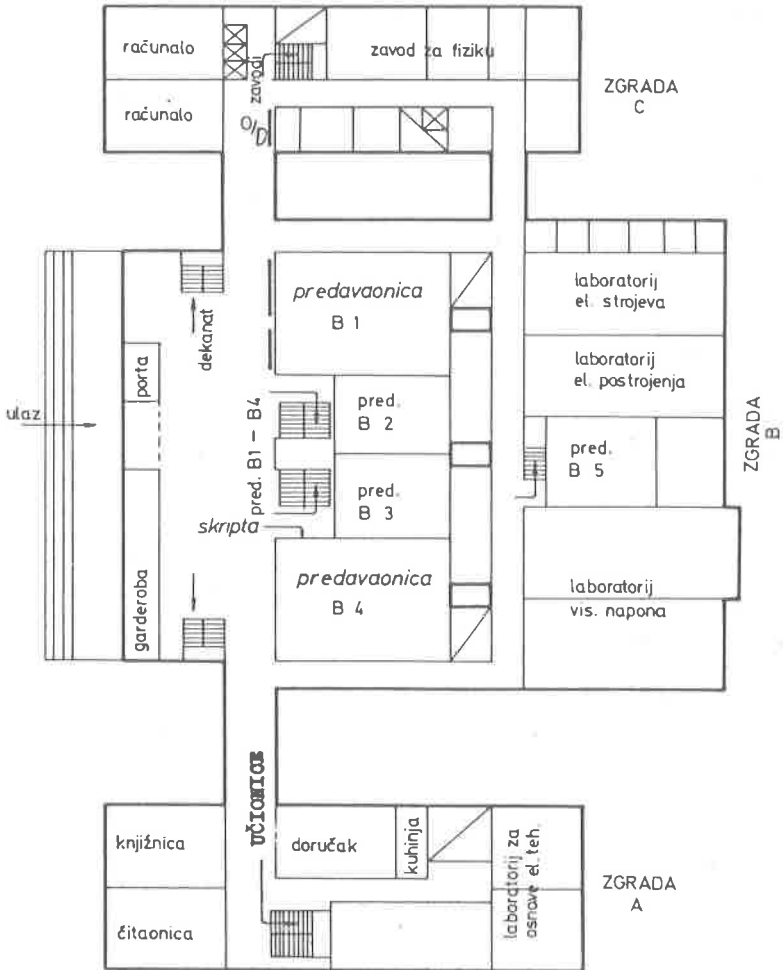 računalo
zavod za fiziku
zavodi
ZGRADA
C
računalo
O/D
predavaonica
B 1
laboratorij
el. strojeva
dekanat
porta
laboratorij
el. postrojenja
pred.
B 2
ulaz
pred. B1 - B4
pred.
B 5
ZGRADA
B
pred.
B 3
skripta
predavaonica
B 4
laboratorij
vis. napona
garderoba
UČIONICE
knjižnica
doručak
kuhinja
laboratorij za
osnove el. teh.
ZGRADA
A
čitaonica